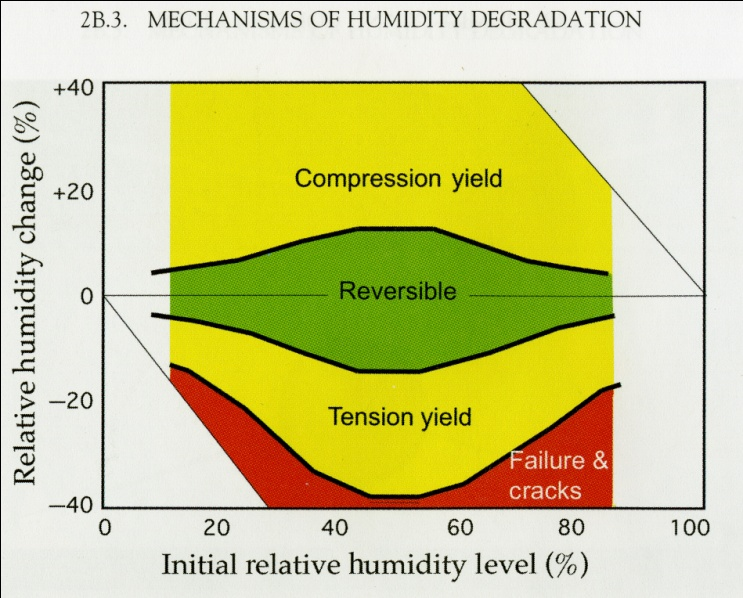 2B.3. MECHANISMS OF HUMIDITY DEGRADATION
Relative humidity change (%)
+40
+20
0
−20
−40
Compression yield
Reversible
Tension yield
Failure &
cracks
0 20 40 60 80 100
Initial relative humidity level (%)